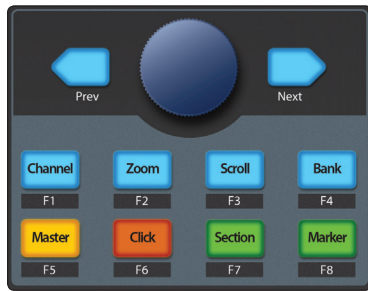 Prev Next
Channel Zoom Scroll Bank
F1 F2 F3 F4
Master Click Section Marker
F5 F6 F7 F8